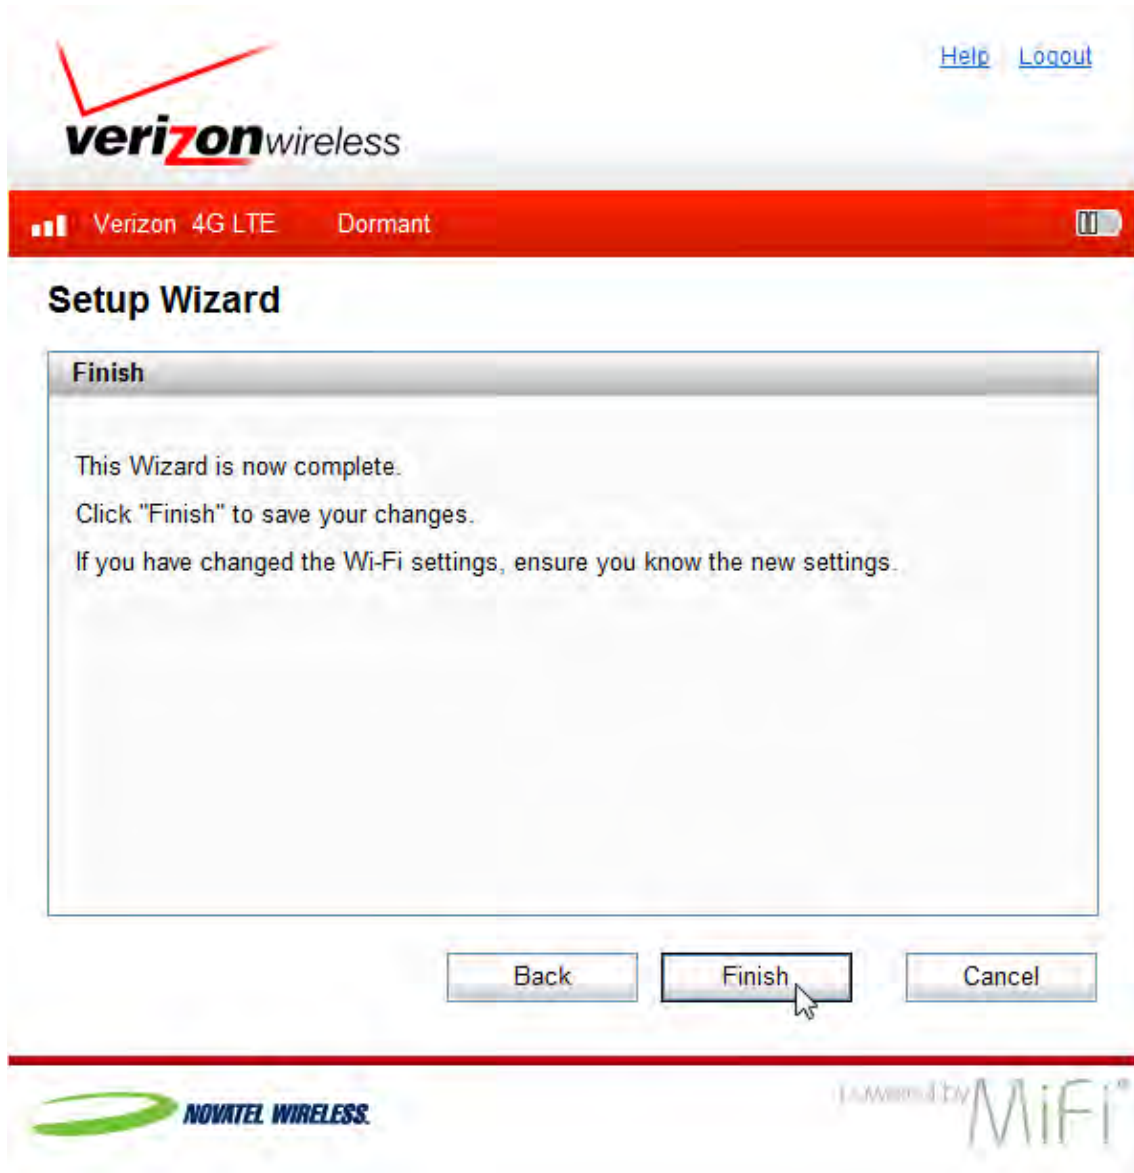 Help Logout
verizonwireless
Verizon 4G LTE Dormant
Setup Wizard
Finish
This Wizard is now complete.
Click "Finish" to save your changes.
If you have changed the Wi-Fi settings, ensure you know the new settings.
Back Finish Cancel
NOVATEL WIRELESS.
powered by MiFi®